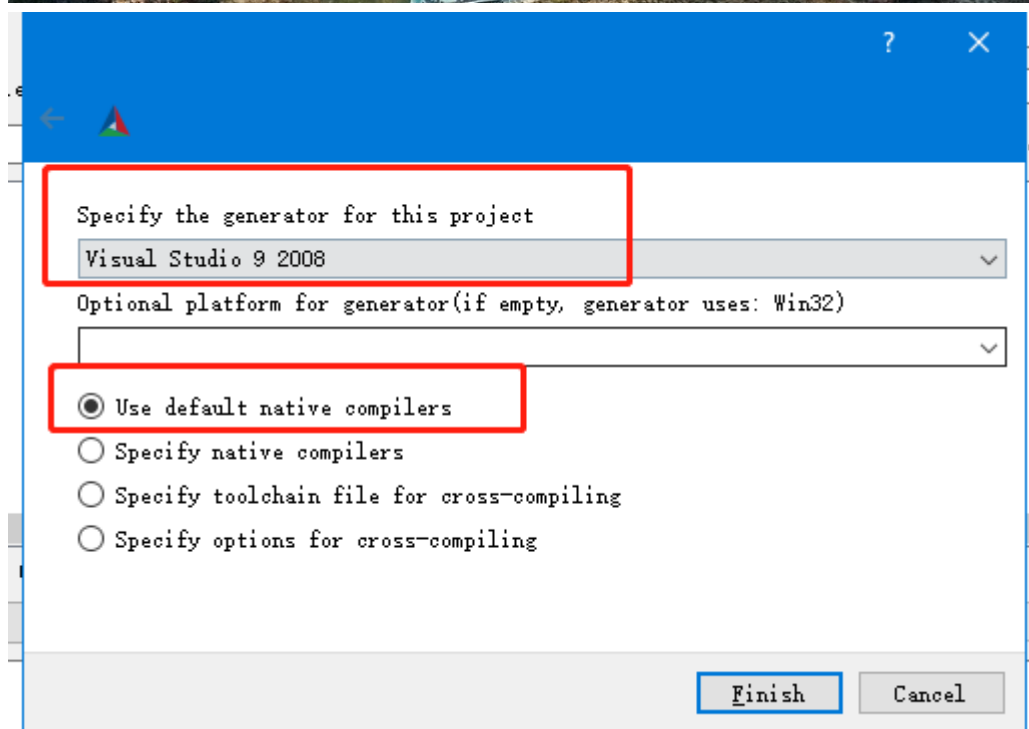 ?
Specify the generator for this project
Visual Studio 9 2008
Optional platform for generator(if empty, generator uses: Win32)
Use default native compilers
Specify native compilers
Specify toolchain file for cross-compiling
Specify options for cross-compiling
Finish
Cancel